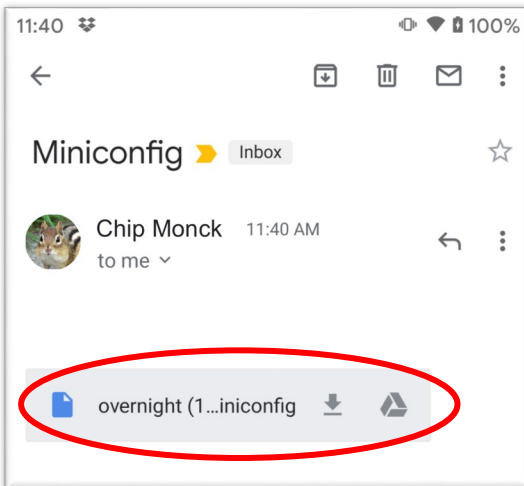 11:40 100%
Miniconfig Inbox
Chip Monck 11:40 AM
to me
overnight (1...iniconfig